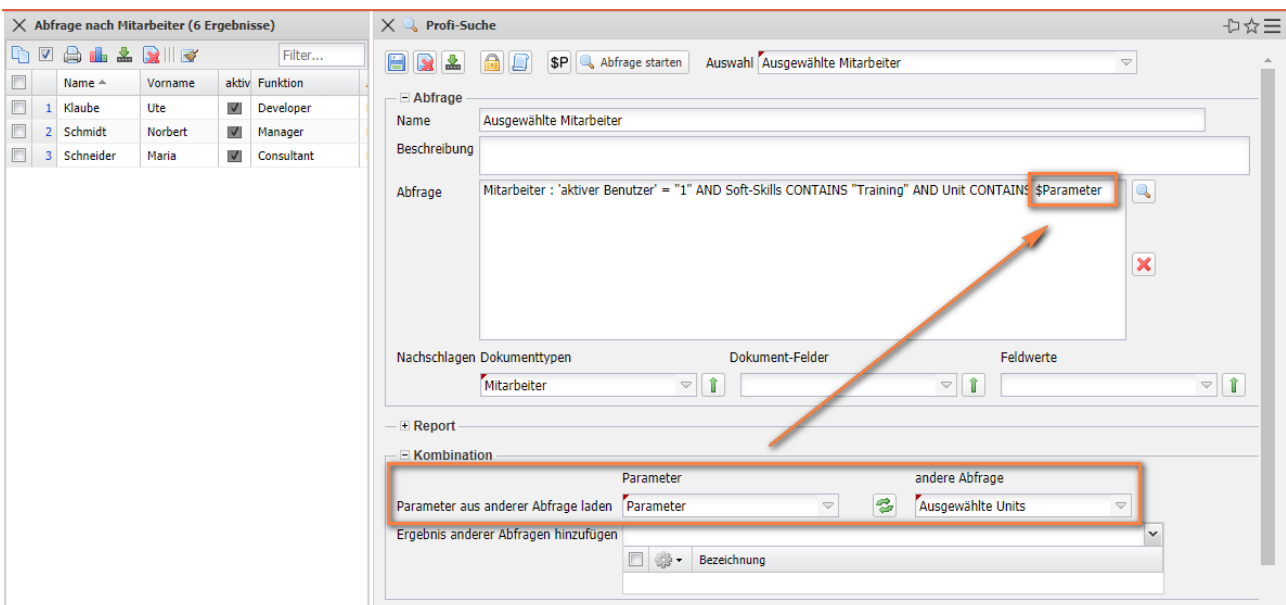 Abfrage nach Mitarbeiter (6 Ergebnisse)
Filter...
Name Vorname aktiv Funktion
1 Klaube Ute Developer
2 Schmidt Norbert Manager
3 Schneider Maria Consultant
Profi-Suche
$P Abfrage starten Auswahl Ausgewählte Mitarbeiter
Abfrage
Name Ausgewählte Mitarbeiter
Beschreibung
Abfrage Mitarbeiter : 'aktiver Benutzer' = "1" AND Soft-Skills CONTAINS "Training" AND Unit CONTAINS $Parameter
Nachschlagen Dokumenttypen Dokument-Felder Feldwerte
Mitarbeiter
Report
Kombination
Parameter andere Abfrage
Parameter aus anderer Abfrage laden Parameter Ausgewählte Units
Ergebnis anderer Abfragen hinzufügen
Bezeichnung